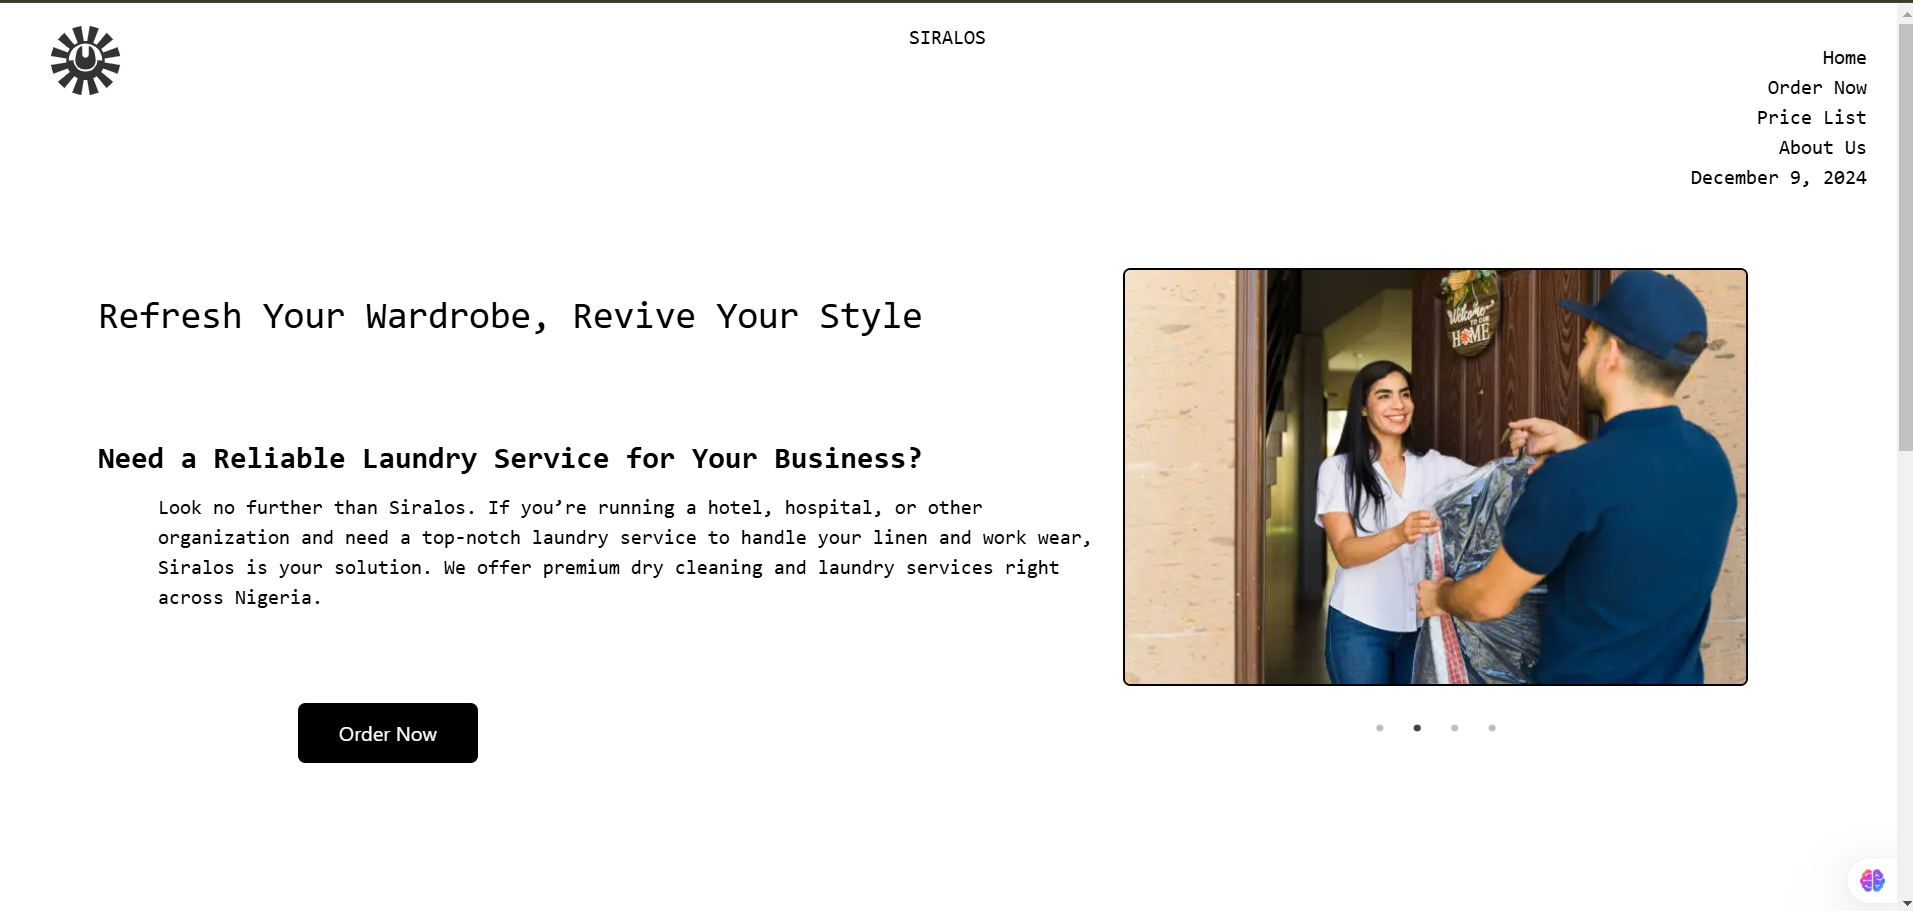 SIRALOS
Home
Order Now
Price List
About Us
December 9, 2024
Refresh Your Wardrobe, Revive Your Style
Need a Reliable Laundry Service for Your Business?
Look no further than Siralos. If you’re running a hotel, hospital, or other
organization and need a top-notch laundry service to handle your linen and work wear,
Siralos is your solution. We offer premium dry cleaning and laundry services right
across Nigeria.
Welcome
TO OUR
HOME
Order Now